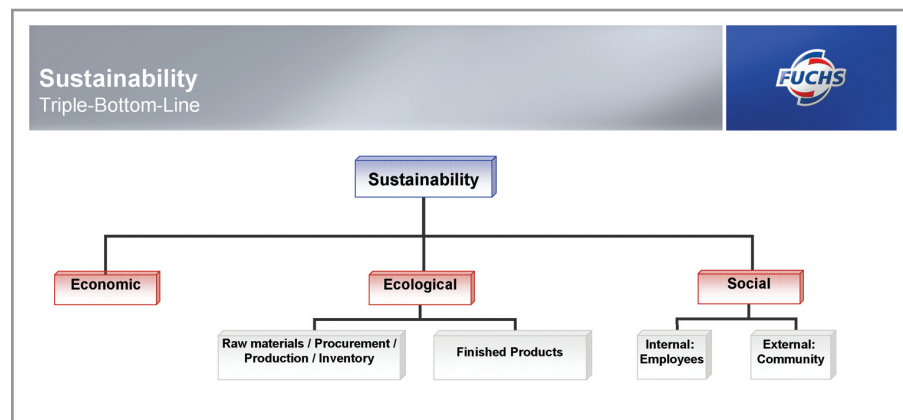 Sustainability
Triple-Bottom-Line
FUCHS
Sustainability
Economic
Ecological
Social
Raw materials / Procurement /
Production / Inventory
Finished Products
Internal:
Employees
External:
Community